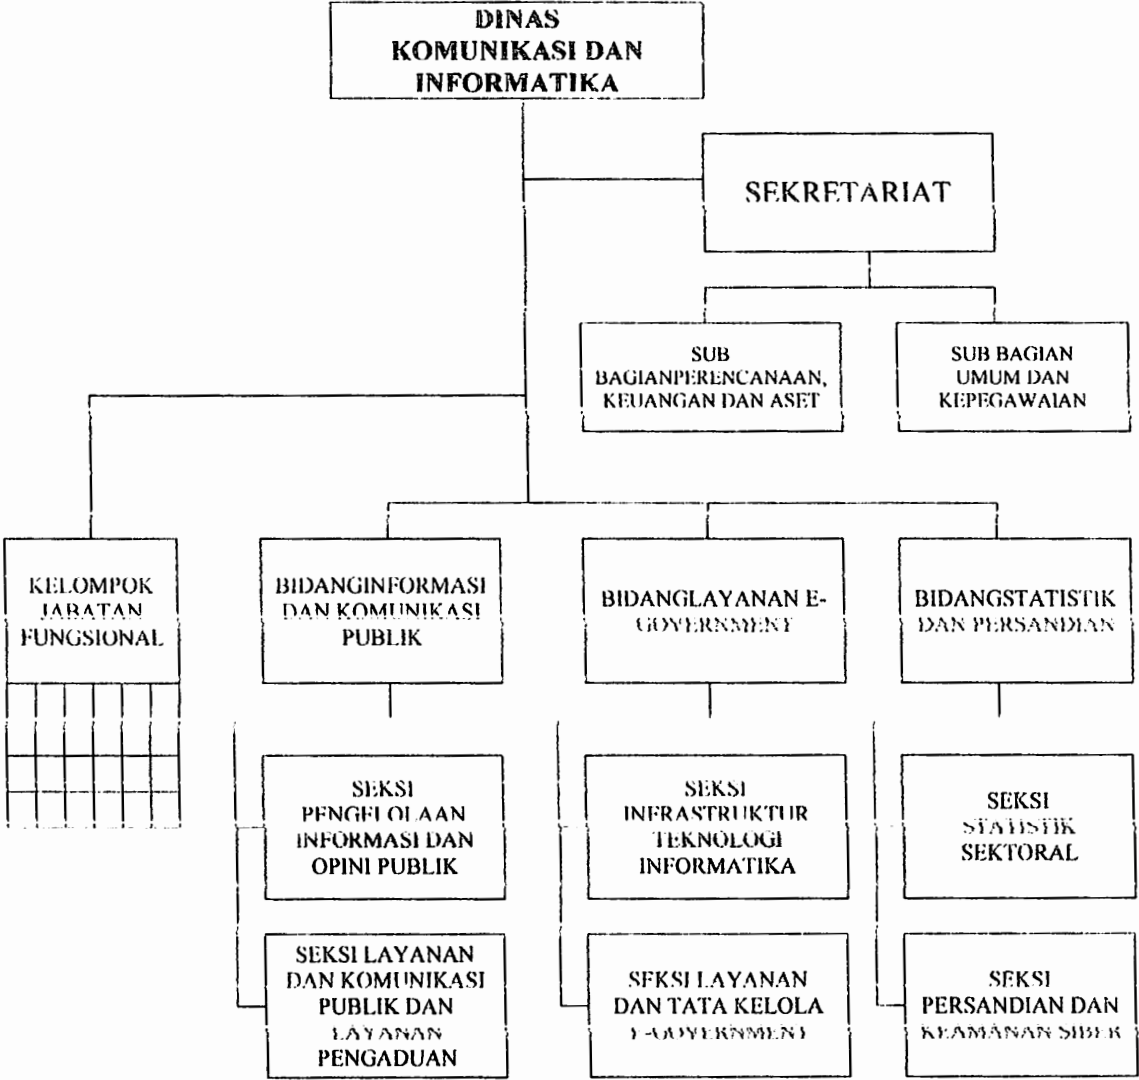 DINAS
KOMUNIKASI DAN
INFORMATIKA
SEKRETARIAT
SUB
BAGIANPERENCANAAN,
KEUANGAN DAN ASET
SUB BAGIAN
UMUM DAN
KEPEGAWAIAN
KELOMPOK
JABATAN
FUNGSIONAL
BIDANGINFORMASI
DAN KOMUNIKASI
PUBLIK
BIDANGLAYANAN E-
GOVERNMENT
BIDANGSTATISTIK
DAN PERSANDIAN
SEKSI
PENGELOLAAN
INFORMASI DAN
OPINI PUBLIK
SEKSI
INFRASTRUKTUR
TEKNOLOGI
INFORMATIKA
SEKSI
STATISTIK
SEKTORAL
SEKSI LAYANAN
DAN KOMUNIKASI
PUBLIK DAN
LAYANAN
PENGADUAN
SEKSI LAYANAN
DAN TATA KELOLA
E-GOVERNMENT
SEKSI
PERSANDIAN DAN
KEAMANAN SIBER